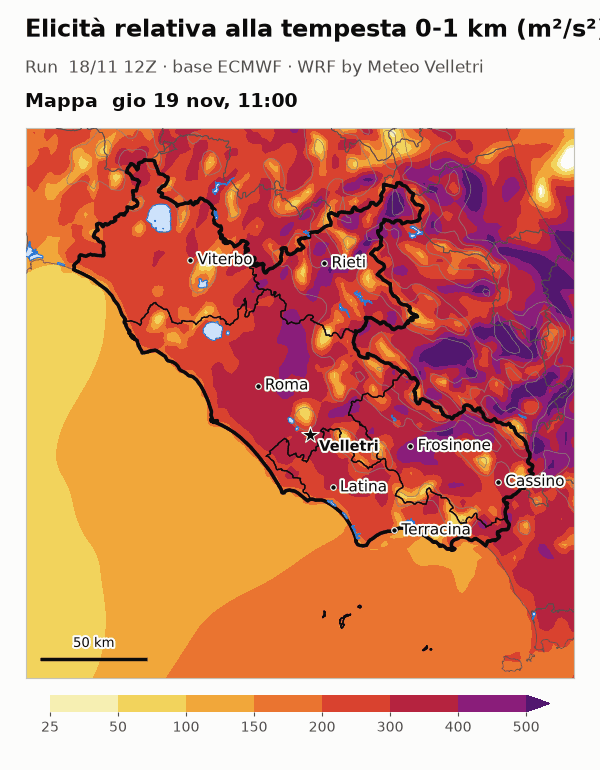 Elicità relativa alla tempesta 0-1 km (m²/s²)
Run 18/11 12Z · base ECMWF · WRF by Meteo Velletri
Mappa gio 19 nov, 11:00
Viterbo
Rieti
Roma
Velletri
Frosinone
Latina
Cassino
Terracina
50 km
25 50 100 150 200 300 400 500